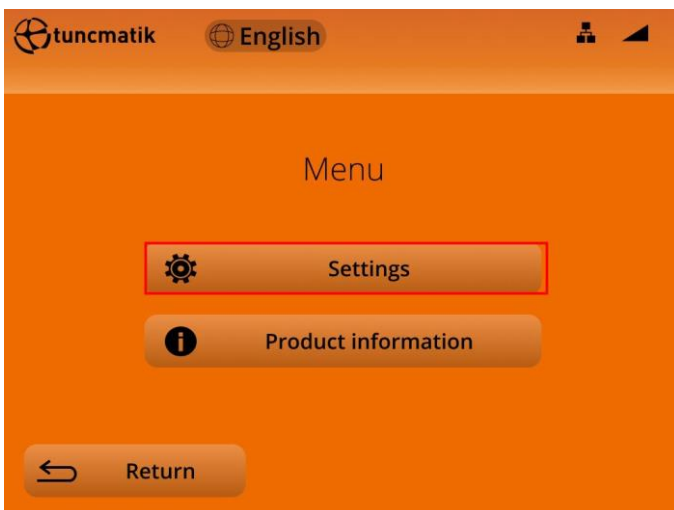 tuncmatik
English
Menu
Settings
Product information
Return